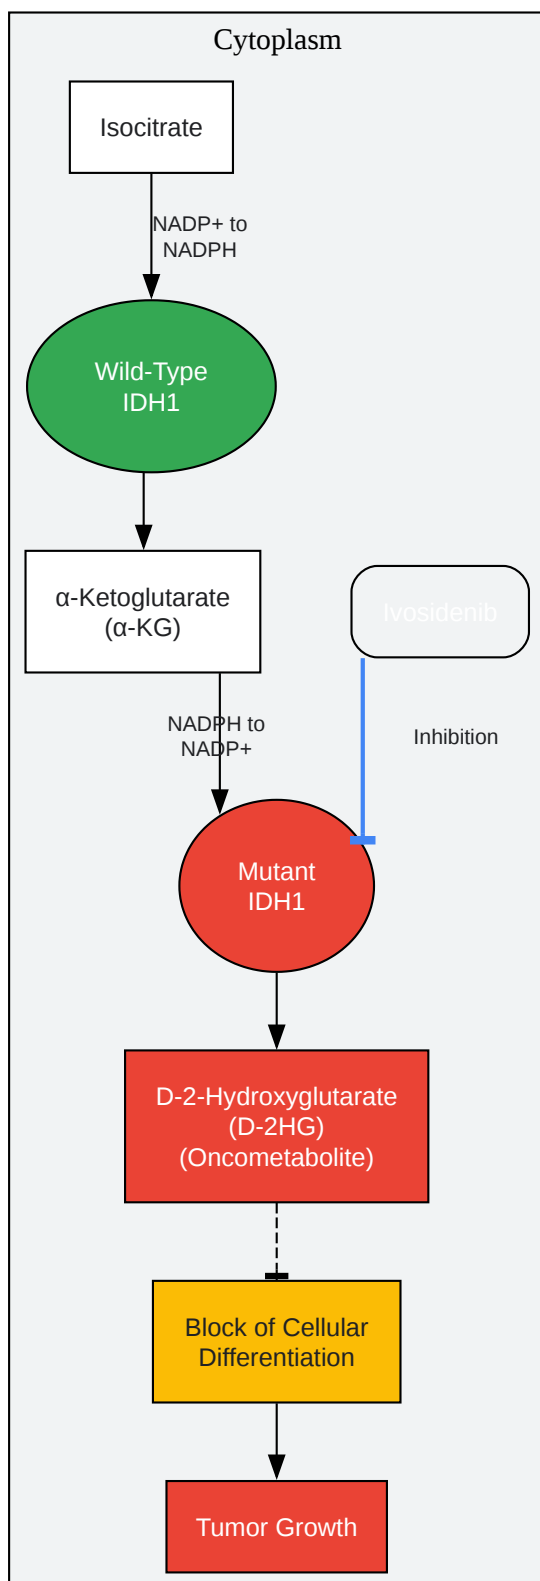 Cytoplasm
Isocitrate
NADP+ to
NADPH
Wild-Type
IDH1
α-Ketoglutarate
(α-KG)
Ivosidenib
NADPH to
NADP+
Inhibition
Mutant
IDH1
D-2-Hydroxyglutarate
(D-2HG)
(Oncometabolite)
Block of Cellular
Differentiation
Tumor Growth